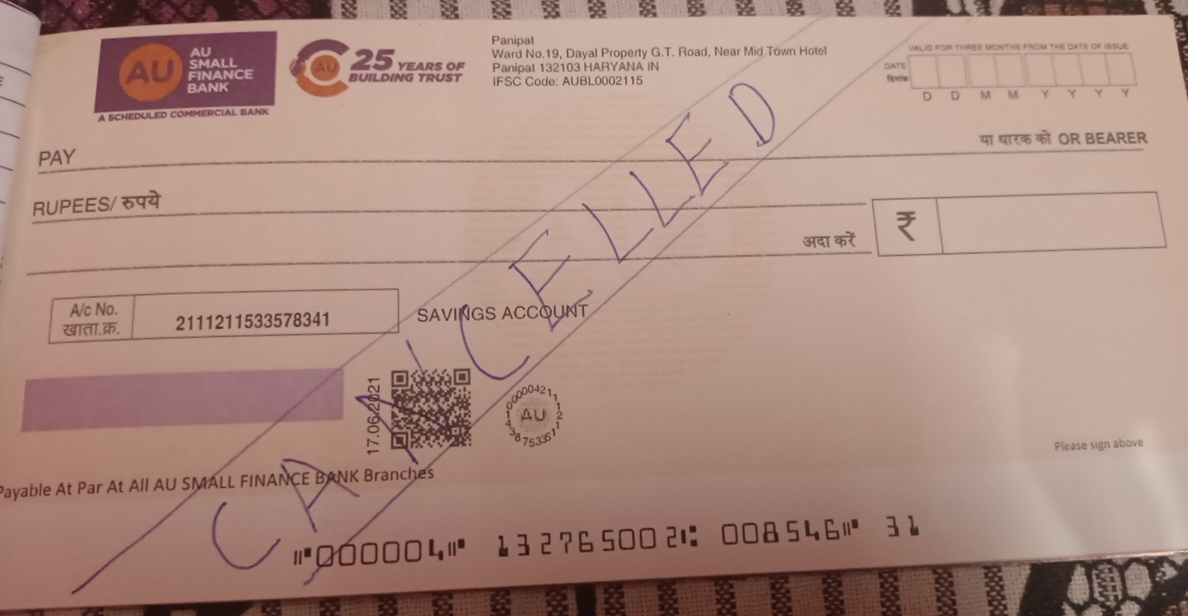 AU
AU
SMALL
FINANCE
BANK
A SCHEDULED COMMERCIAL BANK
AU
25 YEARS OF
BUILDING TRUST
Panipat
Ward No.19, Dayal Property G.T. Road, Near Mid Town Hotel
Panipat 132103 HARYANA IN
IFSC Code: AUBL0002115
VALID FOR THREE MONTHS FROM THE DATE OF ISSUE
DATE
दिनांक
D D M M Y Y Y Y
PAY
या धारक को OR BEARER
RUPEES/ रुपये
अदा करें
₹
A/c No.
खाता.क्र.
2111211533578341
SAVINGS ACCOUNT
CANCELLED
17.06.2021
AU
Please sign above
Payable At Par At All AU SMALL FINANCE BANK Branches
⑈000004⑈ 132765002⑆ 008546⑈ 31